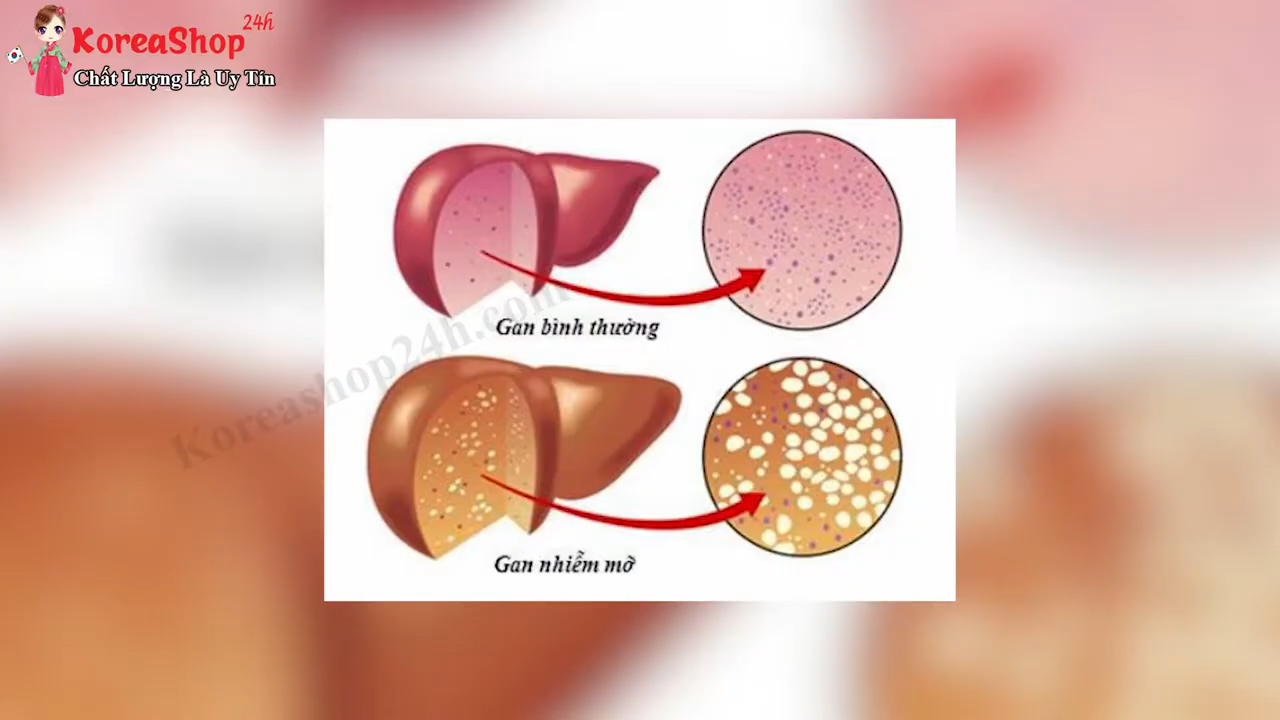 KoreaShop 24h
Chất Lượng Là Uy Tín
Gan bình thường
Koreashop24h.com
Gan nhiễm mỡ